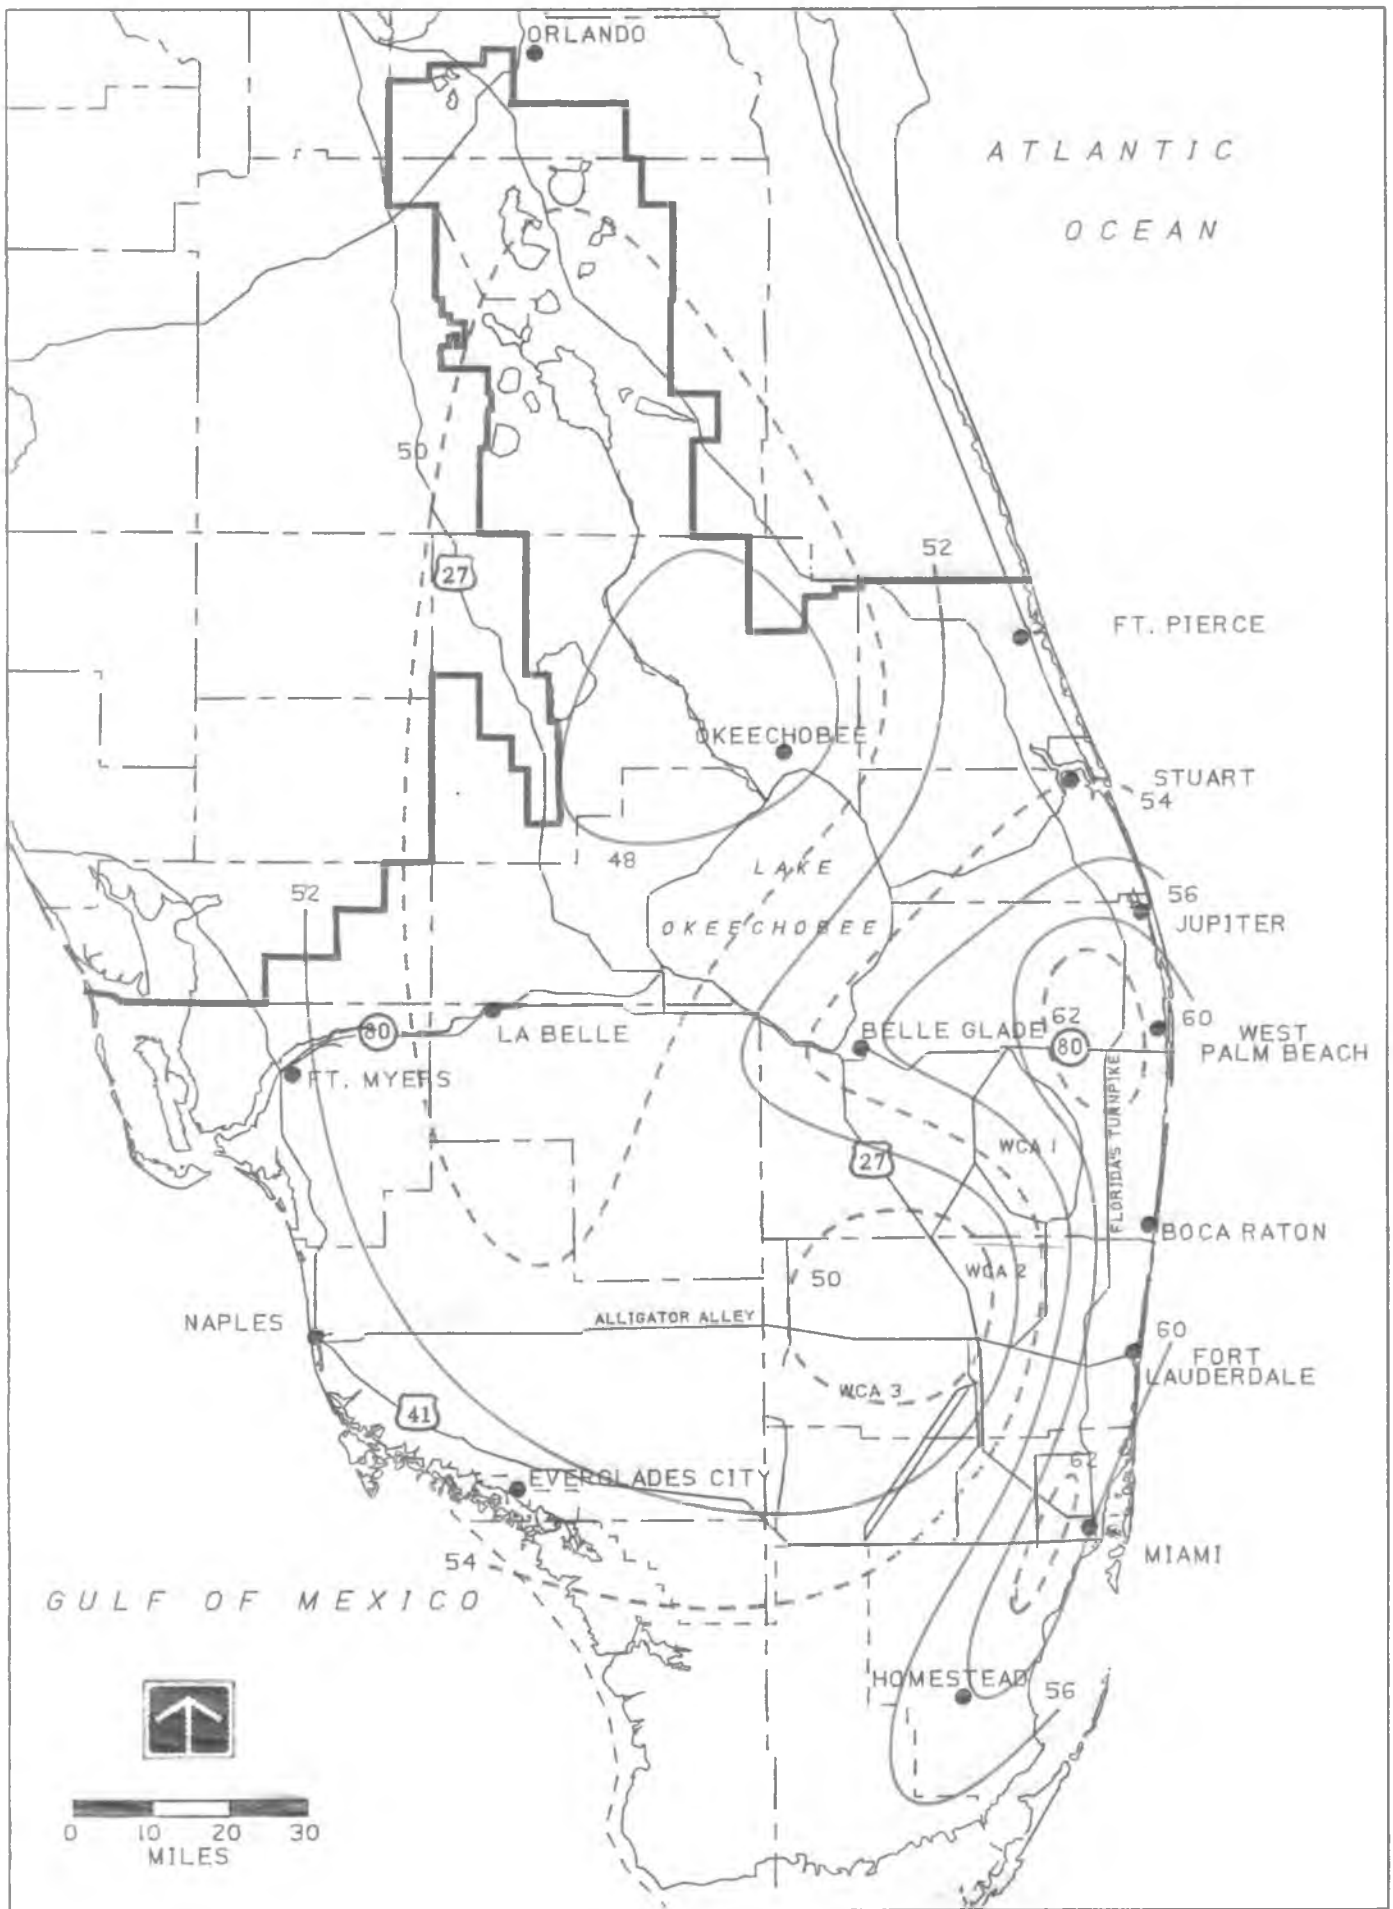 ORLANDO
ATLANTIC
OCEAN
50
27
52
FT. PIERCE
OKEECHOBEE
STUART
54
48
LAKE
OKEECHOBEE
52
56
JUPITER
80
LA BELLE
BELLE GLADE
62
80
60
WEST
PALM BEACH
FT. MYERS
FLORIDA'S TURNPIKE
WCA 1
27
BOCA RATON
50
WCA 2
NAPLES
ALLIGATOR ALLEY
60
FORT
LAUDERDALE
WCA 3
41
62
EVERGLADES CITY
MIAMI
54
GULF OF MEXICO
HOMESTEAD
56
0 10 20 30
MILES